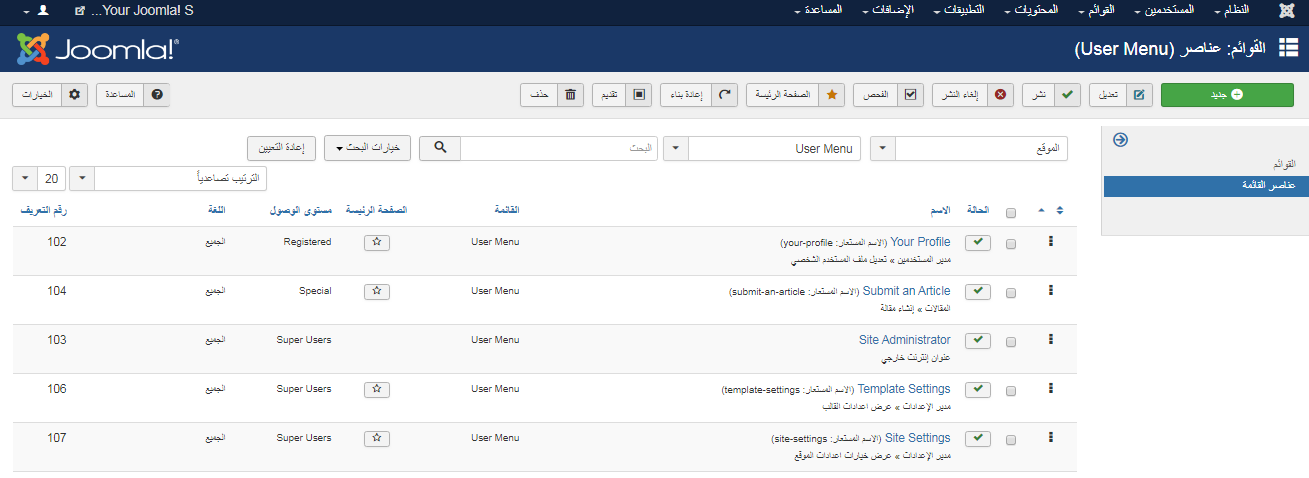 النظام المستخدمين القوائم المحتويات التطبيقات الإضافات المساعدة Your Joomla! S...
القوائم: عناصر (User Menu) Joomla!®
جديد تعديل نشر إلغاء النشر الفحص الصفحة الرئيسة إعادة بناء تقديم حذف المساعدة الخيارات
القوائم
عناصر القائمة
الموقع User Menu البحث خيارات البحث إعادة التعيين
الترتيب تصاعدياً 20
الحالة الاسم القائمة الصفحة الرئيسة مستوى الوصول اللغة رقم التعريف
Your Profile (الاسم المستعار: your-profile) User Menu Registered الجميع 102
مدير المستخدمين » تعديل ملف المستخدم الشخصي
Submit an Article (الاسم المستعار: submit-an-article) User Menu Special الجميع 104
المقالات » إنشاء مقالة
Site Administrator User Menu Super Users الجميع 103
عنوان إنترنت خارجي
Template Settings (الاسم المستعار: template-settings) User Menu Super Users الجميع 106
مدير الإعدادات » عرض اعدادات القالب
Site Settings (الاسم المستعار: site-settings) User Menu Super Users الجميع 107
مدير الإعدادات » عرض خيارات اعدادات الموقع